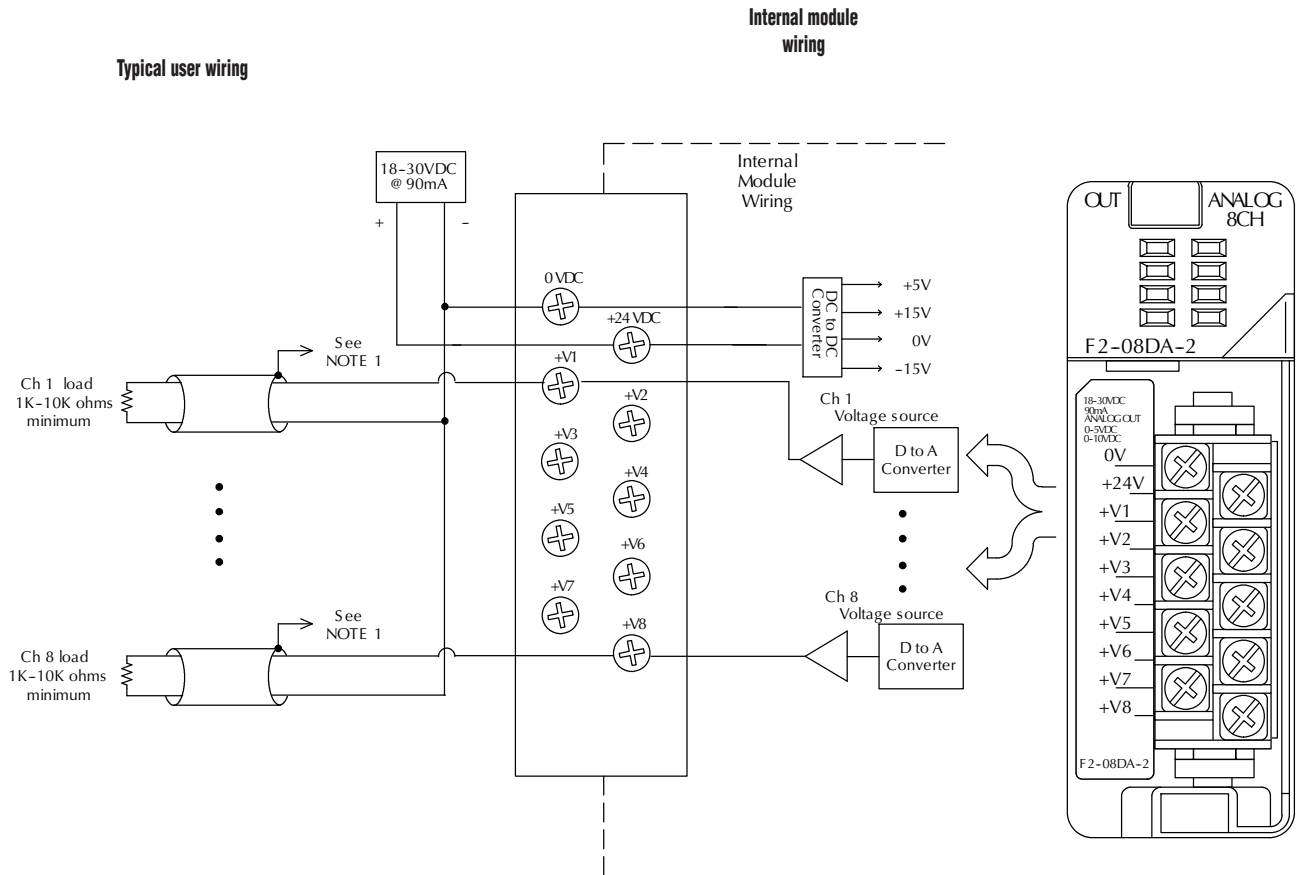 Internal module
wiring
Typical user wiring
18-30VDC
@ 90mA
+
-
Internal
Module
Wiring
0 VDC
+24 VDC
+V1
+V2
+V3
+V4
+V5
+V6
+V7
+V8
DC to DC
Converter
+5V
+15V
0V
-15V
See
NOTE 1
Ch 1 load
1K-10K ohms
minimum
Ch 1
Voltage source
D to A
Converter
See
NOTE 1
Ch 8 load
1K-10K ohms
minimum
Ch 8
Voltage source
D to A
Converter
OUT
ANALOG
8CH
F2-08DA-2
18-30VDC
90mA
ANALOG OUT
0-5VDC
0-10VDC
0V
+24V
+V1
+V2
+V3
+V4
+V5
+V6
+V7
+V8
F2-08DA-2